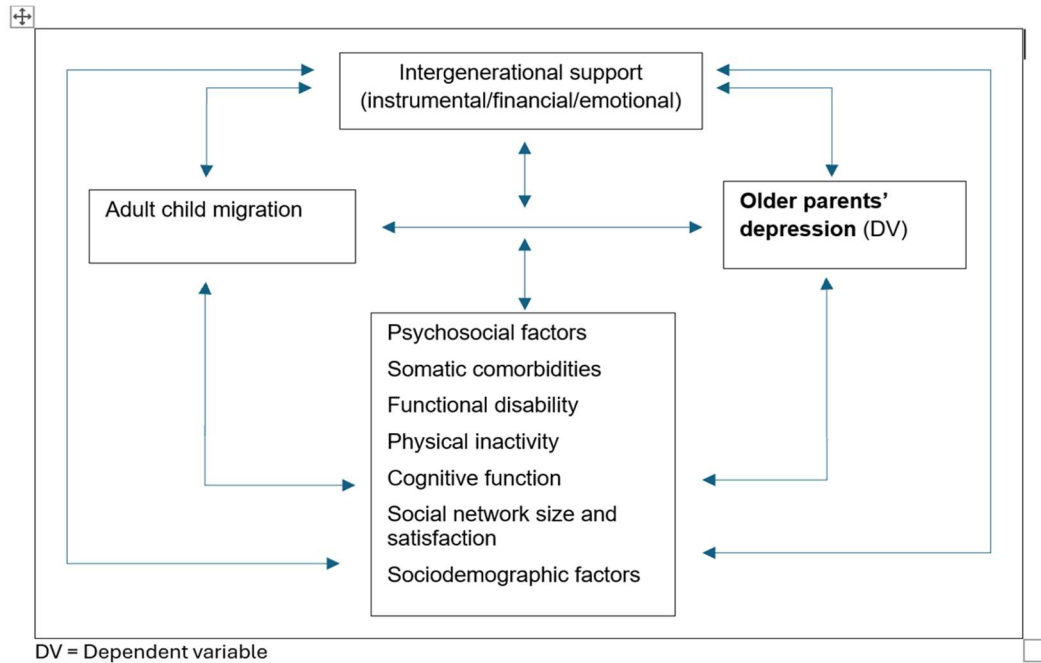 Intergenerational support
(instrumental/financial/emotional)
Adult child migration
Older parents’
depression (DV)
Psychosocial factors
Somatic comorbidities
Functional disability
Physical inactivity
Cognitive function
Social network size and
satisfaction
Sociodemographic factors
DV = Dependent variable